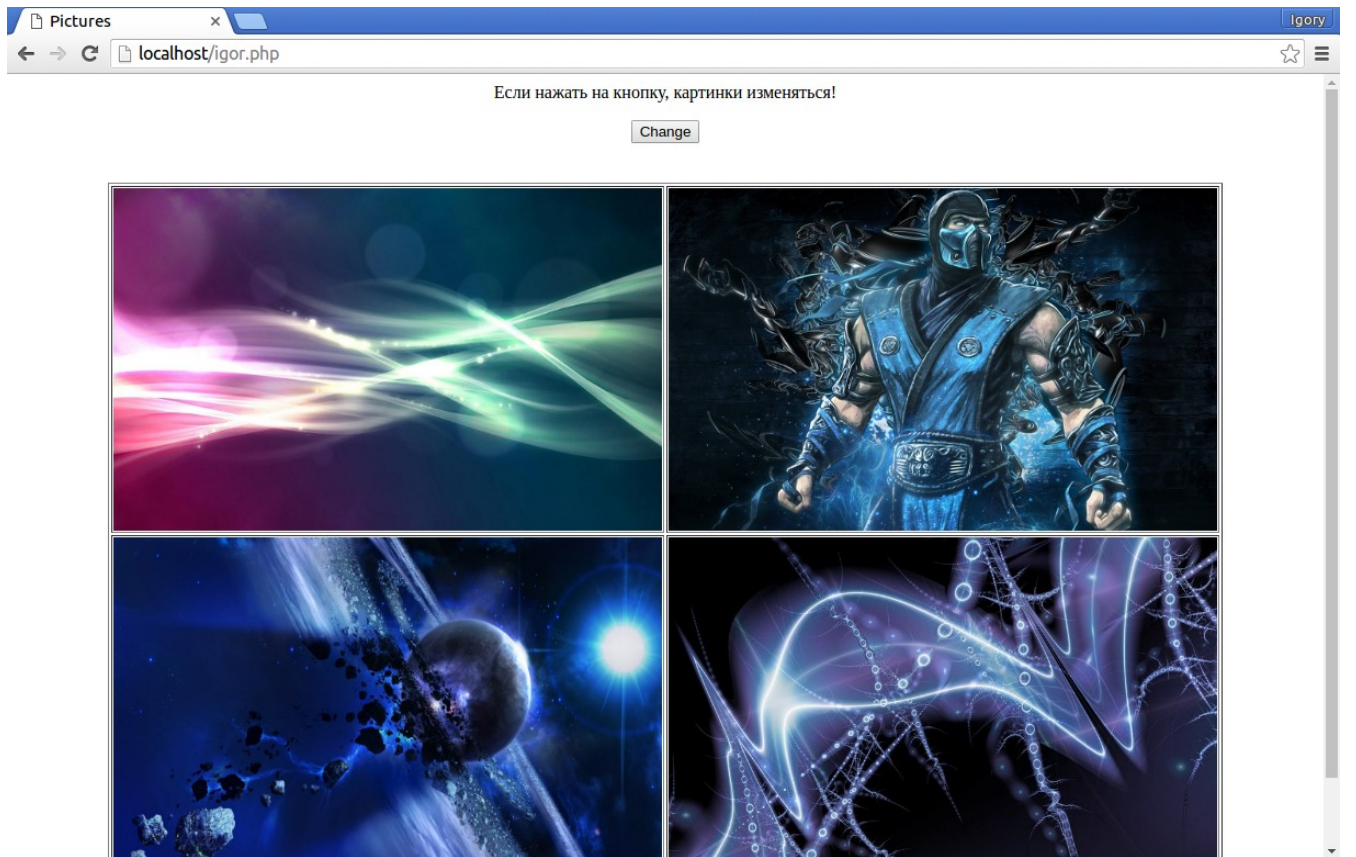 Pictures
Igory
localhost/igor.php
Если нажать на кнопку, картинки изменяться!
Change